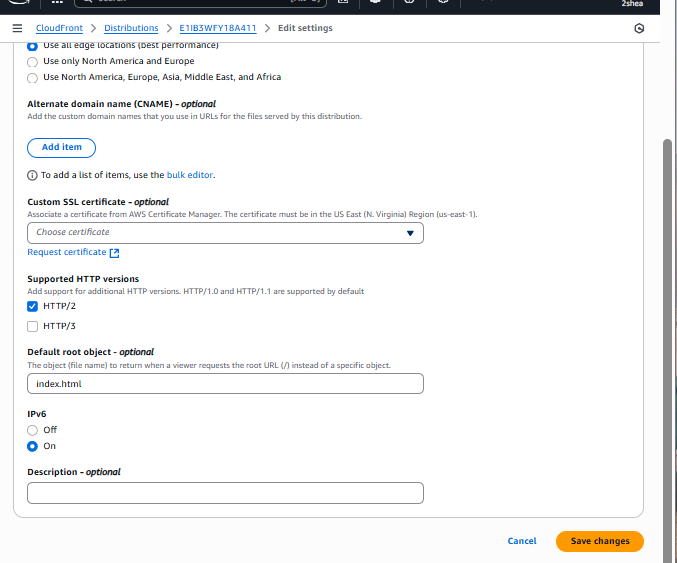 2shea
CloudFront > Distributions > E1IB3WFY18A411 > Edit settings
Use all edge locations (best performance)
Use only North America and Europe
Use North America, Europe, Asia, Middle East, and Africa
Alternate domain name (CNAME) - optional
Add the custom domain names that you use in URLs for the files served by this distribution.
Add item
To add a list of items, use the bulk editor.
Custom SSL certificate - optional
Associate a certificate from AWS Certificate Manager. The certificate must be in the US East (N. Virginia) Region (us-east-1).
Choose certificate
Request certificate
Supported HTTP versions
Add support for additional HTTP versions. HTTP/1.0 and HTTP/1.1 are supported by default
HTTP/2
HTTP/3
Default root object - optional
The object (file name) to return when a viewer requests the root URL (/) instead of a specific object.
index.html
IPv6
Off
On
Description - optional
Cancel
Save changes